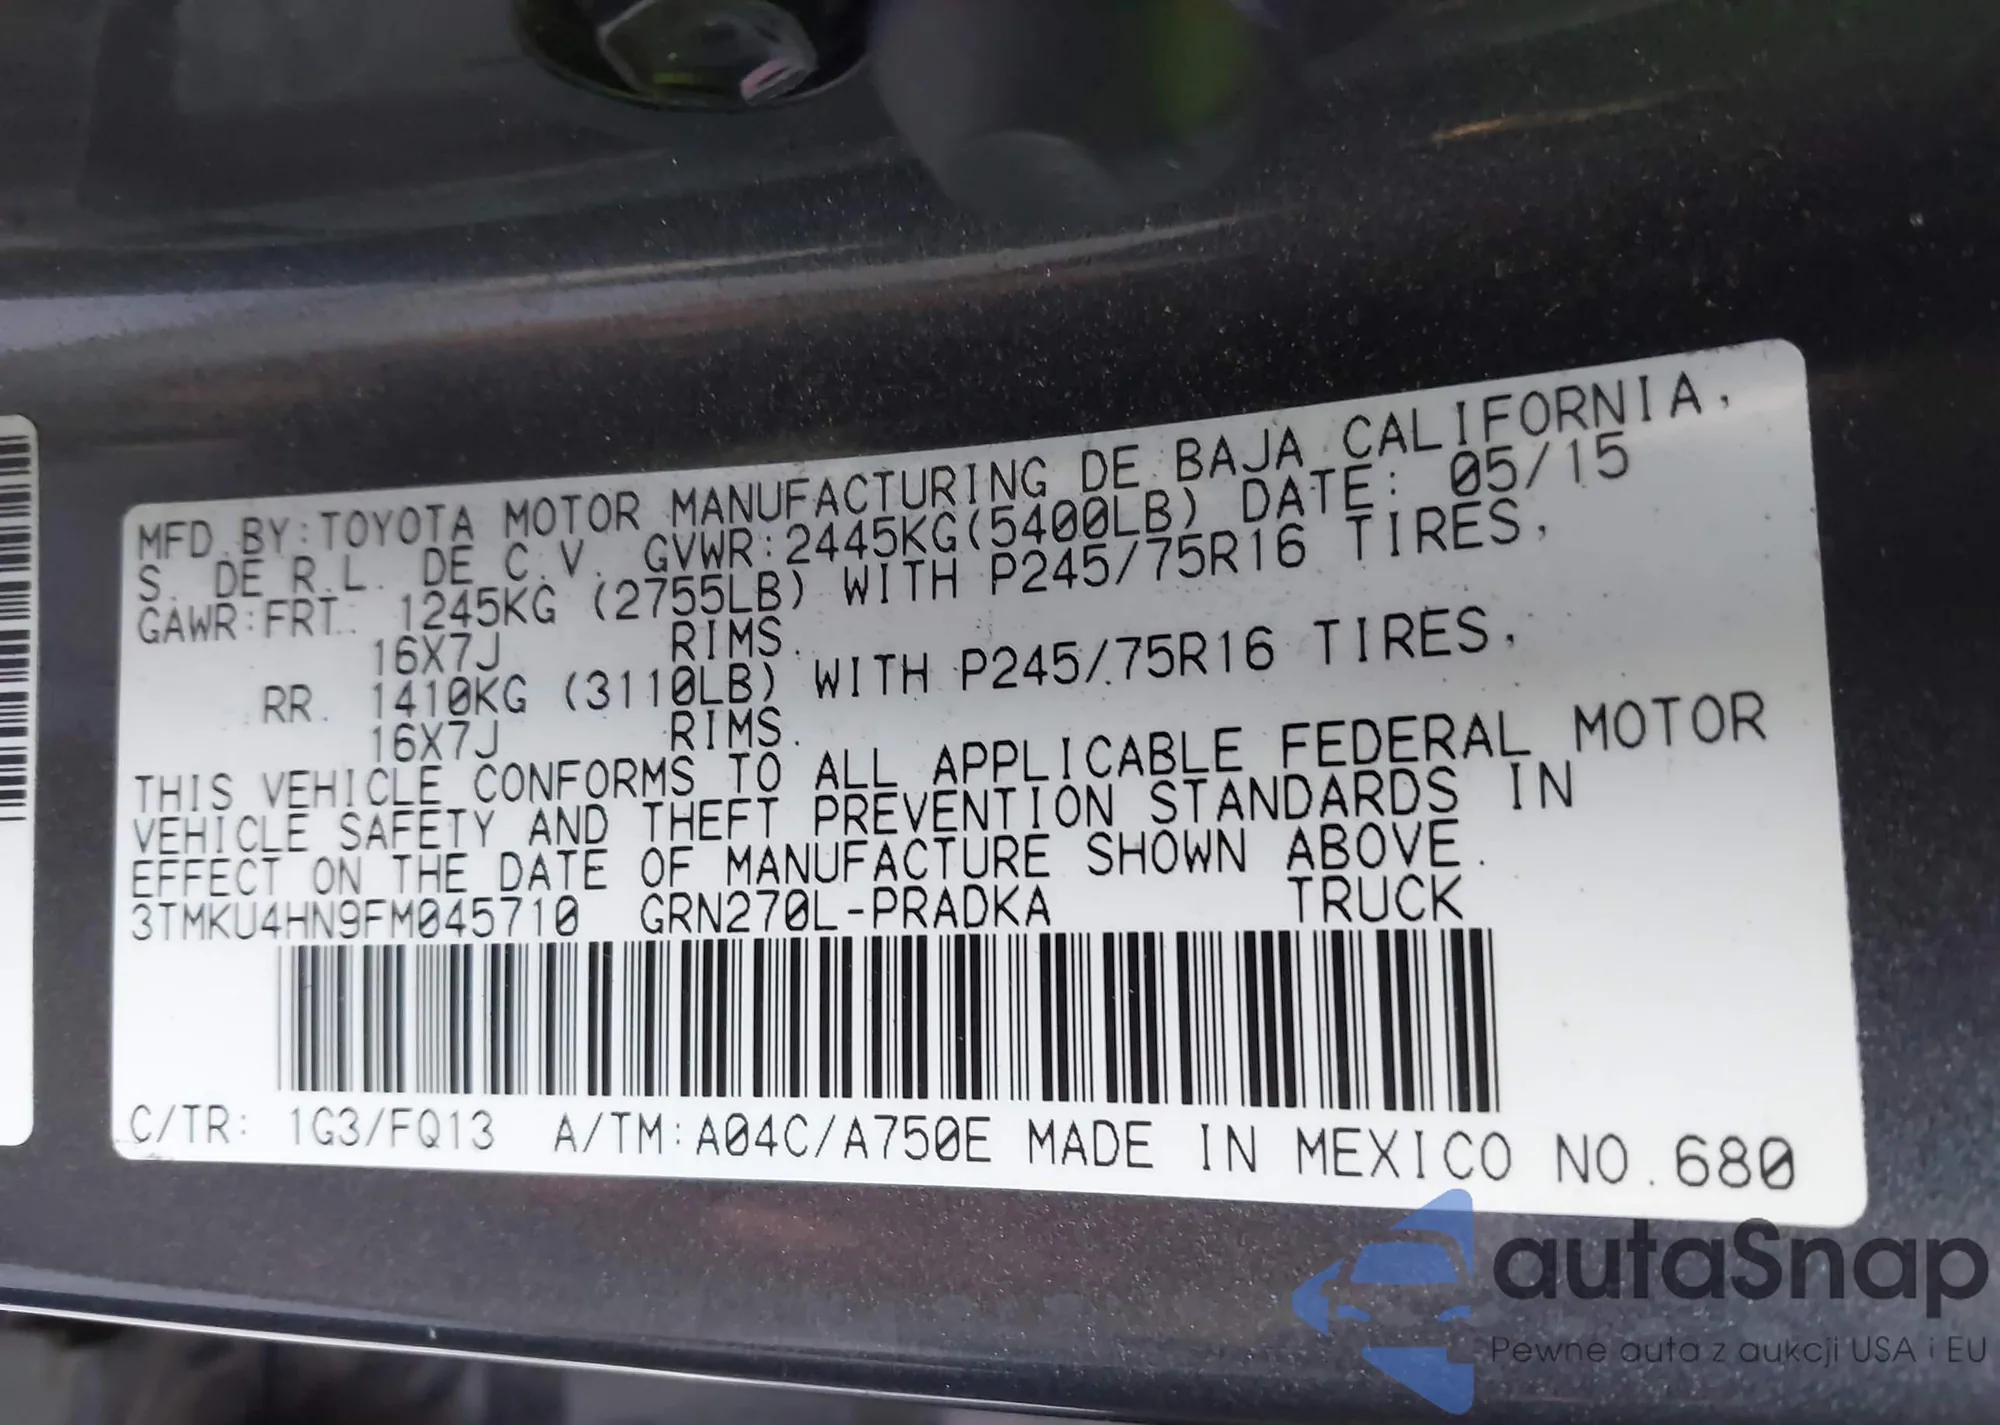 MFD.BY:TOYOTA MOTOR MANUFACTURING DE BAJA CALIFORNIA,
S. DE R.L. DE C.V. GVWR:2445KG(5400LB) DATE: 05/15
GAWR:FRT. 1245KG (2755LB) WITH P245/75R16 TIRES,
16X7J RIMS.
RR. 1410KG (3110LB) WITH P245/75R16 TIRES,
16X7J RIMS.
THIS VEHICLE CONFORMS TO ALL APPLICABLE FEDERAL MOTOR
VEHICLE SAFETY AND THEFT PREVENTION STANDARDS IN
EFFECT ON THE DATE OF MANUFACTURE SHOWN ABOVE.
3TMKU4HN9FM045710 GRN270L-PRADKA TRUCK
C/TR: 1G3/FQ13 A/TM:A04C/A750E MADE IN MEXICO NO.680
autaSnap
Pewne auta z aukcji USA i EU